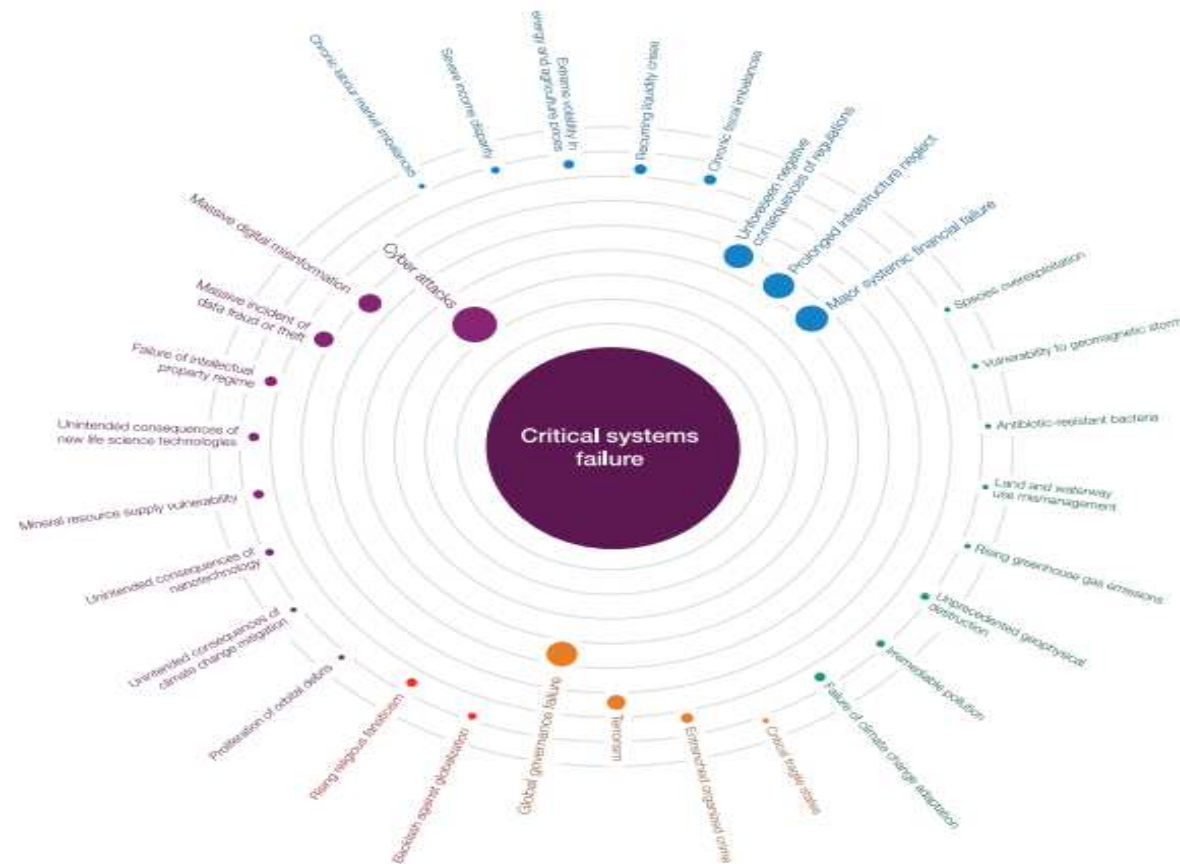 Critical systems
failure
Chronic labour market imbalances
Severe income disparity
Extreme volatility in
energy and agriculture prices
Recurring liquidity crises
Chronic fiscal imbalances
Unforeseen negative
consequences of regulations
Prolonged infrastructure neglect
Major systemic financial failure
Species overexploitation
Vulnerability to geomagnetic storm
Antibiotic-resistant bacteria
Land and waterway
use mismanagement
Rising greenhouse gas emissions
Unprecedented geophysical
destruction
Irremediable pollution
Failure of climate change adaptation
Critical fragile states
Entrenched organized crime
Terrorism
Global governance failure
Backlash against globalization
Rising religious fanaticism
Proliferation of orbital debris
Unintended consequences of
climate change mitigation
Unintended consequences of
nanotechnology
Mineral resource supply vulnerability
Unintended consequences of
new life science technologies
Failure of intellectual
property regime
Massive incident of
data fraud or theft
Massive digital misinformation
Cyber attacks